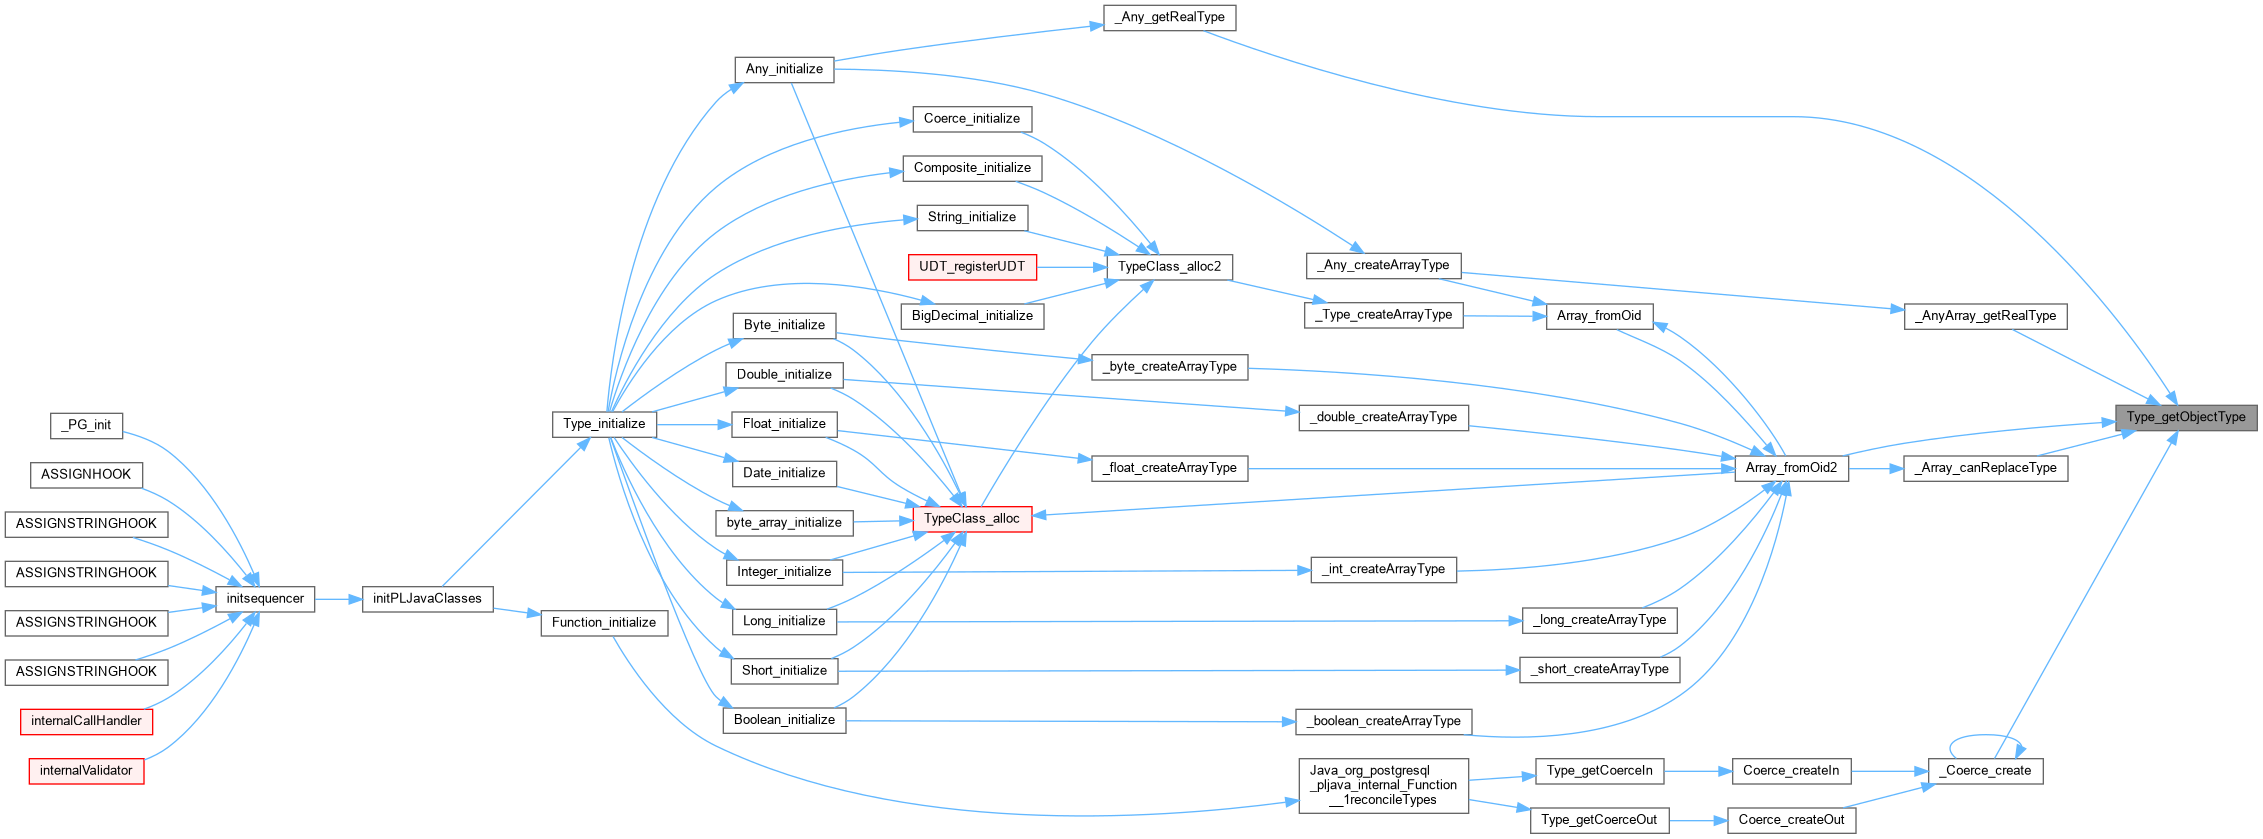 _Any_getRealType
Any_initialize
Coerce_initialize
Composite_initialize
String_initialize
UDT_registerUDT
TypeClass_alloc2
_Any_createArrayType
BigDecimal_initialize
_Type_createArrayType
Array_fromOid
_AnyArray_getRealType
Byte_initialize
_byte_createArrayType
Double_initialize
_double_createArrayType
Type_getObjectType
_PG_init
Type_initialize
Float_initialize
ASSIGNHOOK
Date_initialize
_float_createArrayType
Array_fromOid2
_Array_canReplaceType
ASSIGNSTRINGHOOK
byte_array_initialize
TypeClass_alloc
ASSIGNSTRINGHOOK
Integer_initialize
_int_createArrayType
initsequencer
initPLJavaClasses
ASSIGNSTRINGHOOK
Function_initialize
Long_initialize
_long_createArrayType
ASSIGNSTRINGHOOK
Short_initialize
_short_createArrayType
internalCallHandler
Boolean_initialize
_boolean_createArrayType
internalValidator
Java_org_postgresql
_pljava_internal_Function
__1reconcileTypes
Type_getCoerceIn
Coerce_createIn
_Coerce_create
Type_getCoerceOut
Coerce_createOut